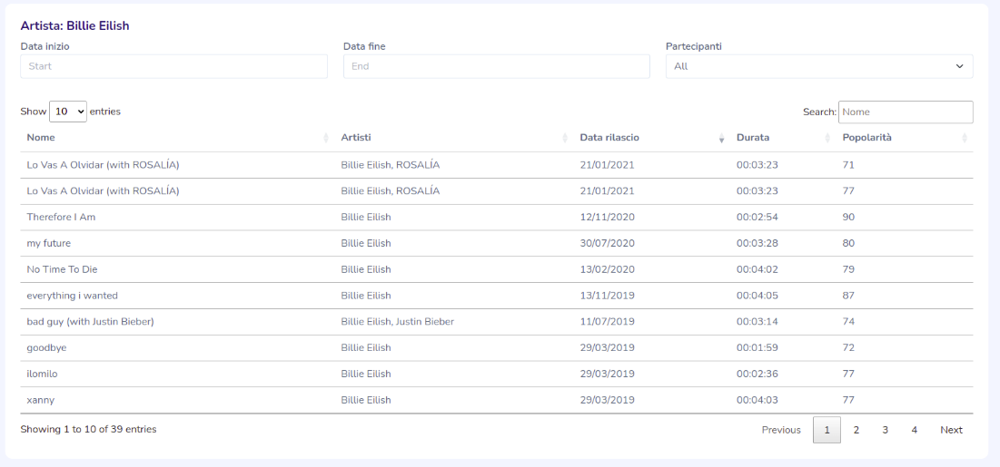 Artista: Billie Eilish
Data inizio Data fine Partecipanti
Start End All
Show 10 entries Search: Nome
Nome Artisti Data rilascio Durata Popolarità
Lo Vas A Olvidar (with ROSALÍA) Billie Eilish, ROSALÍA 21/01/2021 00:03:23 71
Lo Vas A Olvidar (with ROSALÍA) Billie Eilish, ROSALÍA 21/01/2021 00:03:23 77
Therefore I Am Billie Eilish 12/11/2020 00:02:54 90
my future Billie Eilish 30/07/2020 00:03:28 80
No Time To Die Billie Eilish 13/02/2020 00:04:02 79
everything i wanted Billie Eilish 13/11/2019 00:04:05 87
bad guy (with Justin Bieber) Billie Eilish, Justin Bieber 11/07/2019 00:03:14 74
goodbye Billie Eilish 29/03/2019 00:01:59 72
ilomilo Billie Eilish 29/03/2019 00:02:36 77
xanny Billie Eilish 29/03/2019 00:04:03 77
Showing 1 to 10 of 39 entries Previous 1 2 3 4 Next